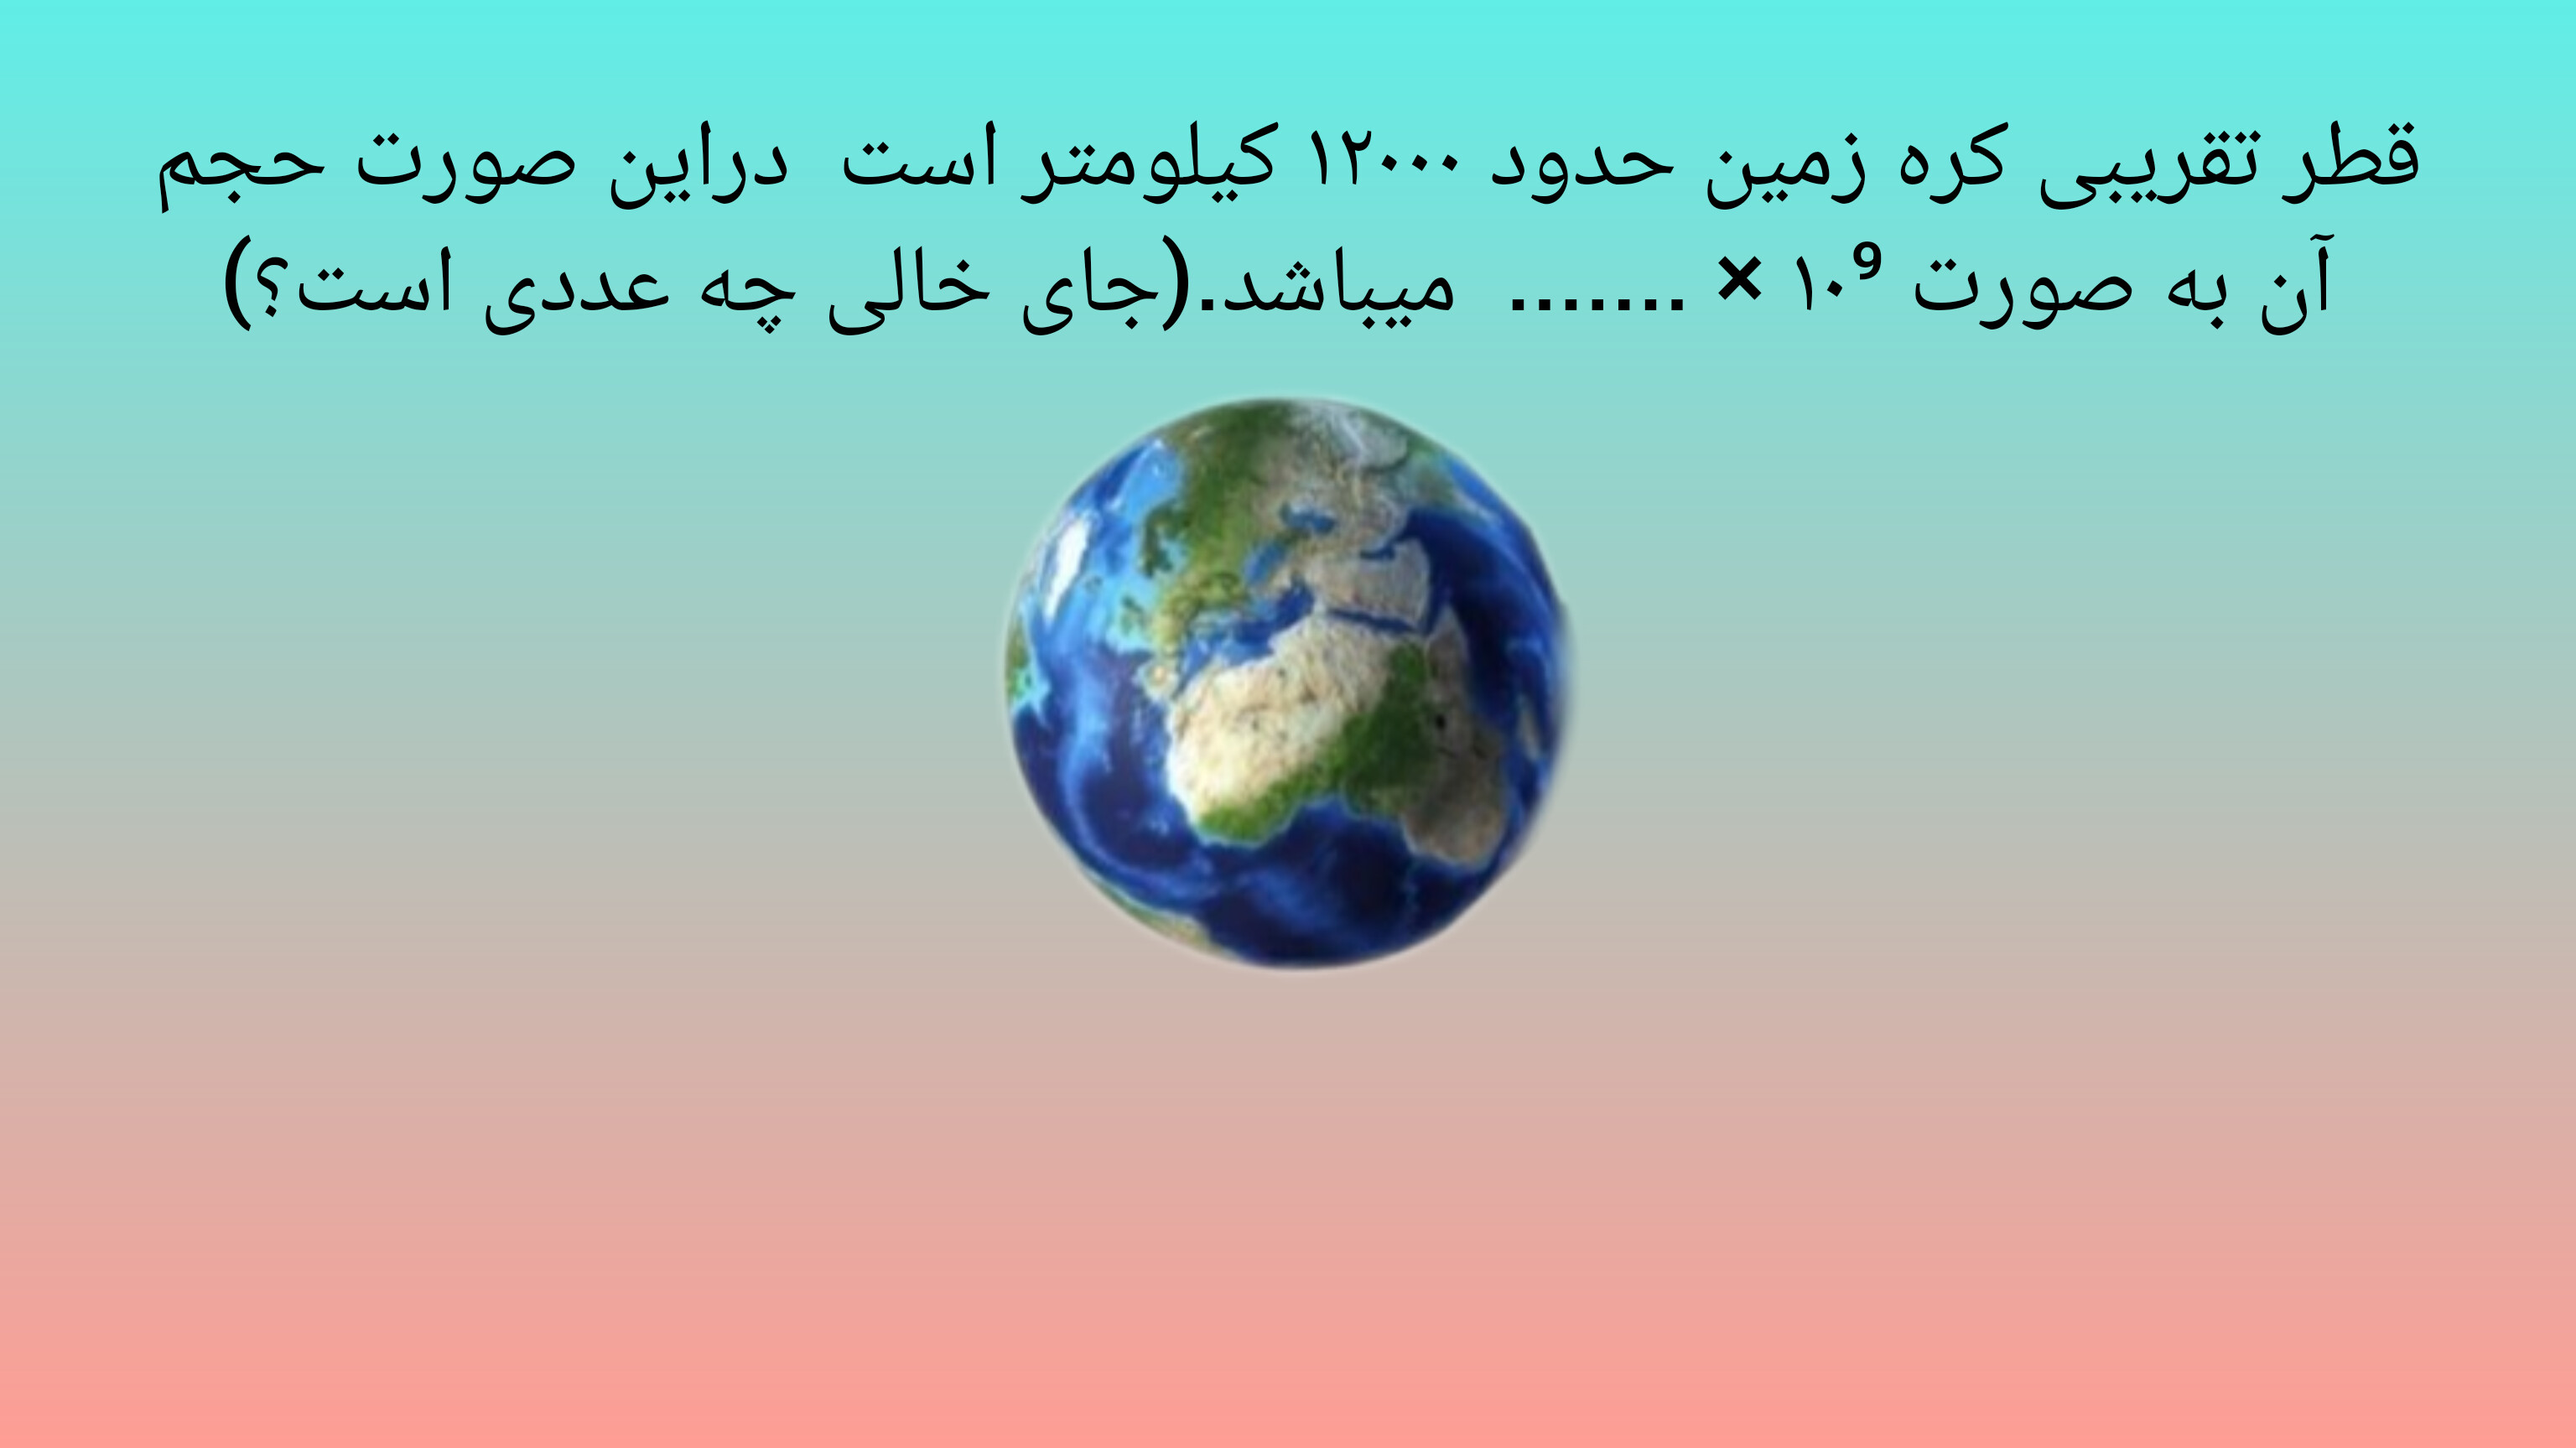 قطر تقریبی کره زمین حدود ۱۲۰۰۰ کیلومتر است  دراین صورت حجم
آن به صورت ۱۰⁹ × ....... میباشد.(جای خالی چه عددی است؟)